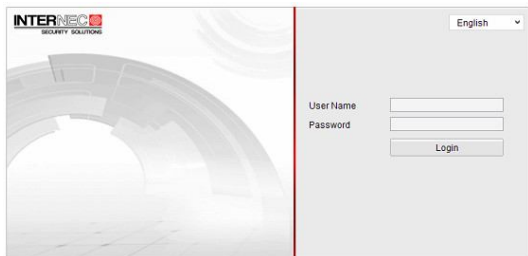 INTERNEC
SECURITY SOLUTIONS
English
User Name
Password
Login